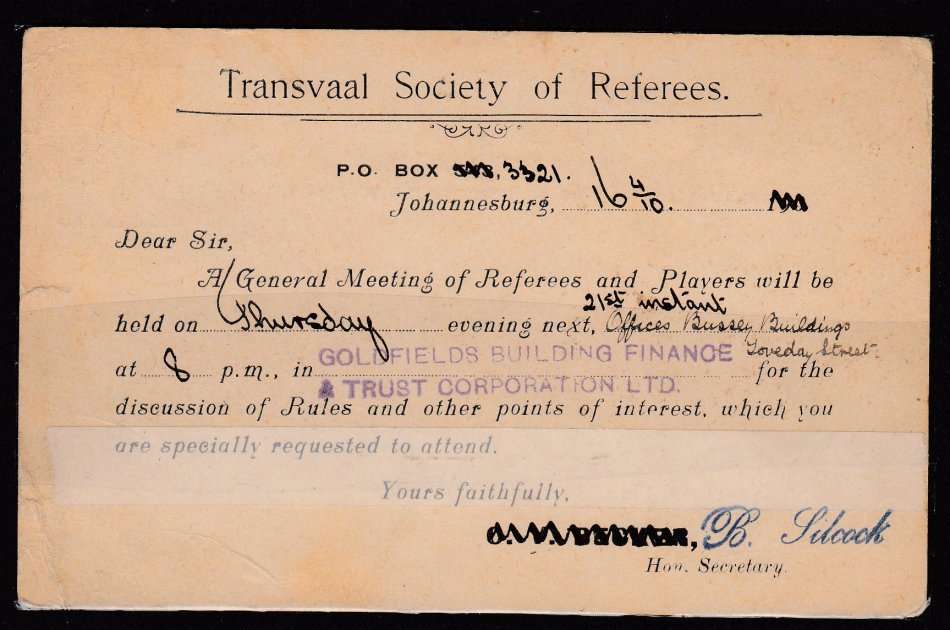 Transvaal Society of Referees.
P.O. BOX 3321.
Johannesburg, 16/4/10.
Dear Sir,
A General Meeting of Referees and Players will be
21st instant
held on Thursday evening next, Offices Bussey Buildings
Loveday Street.
GOLDFIELDS BUILDING FINANCE
at 8 p.m., in for the
& TRUST CORPORATION LTD.
discussion of Rules and other points of interest, which you
are specially requested to attend.
Yours faithfully,
B. Silcock
Hon. Secretary.